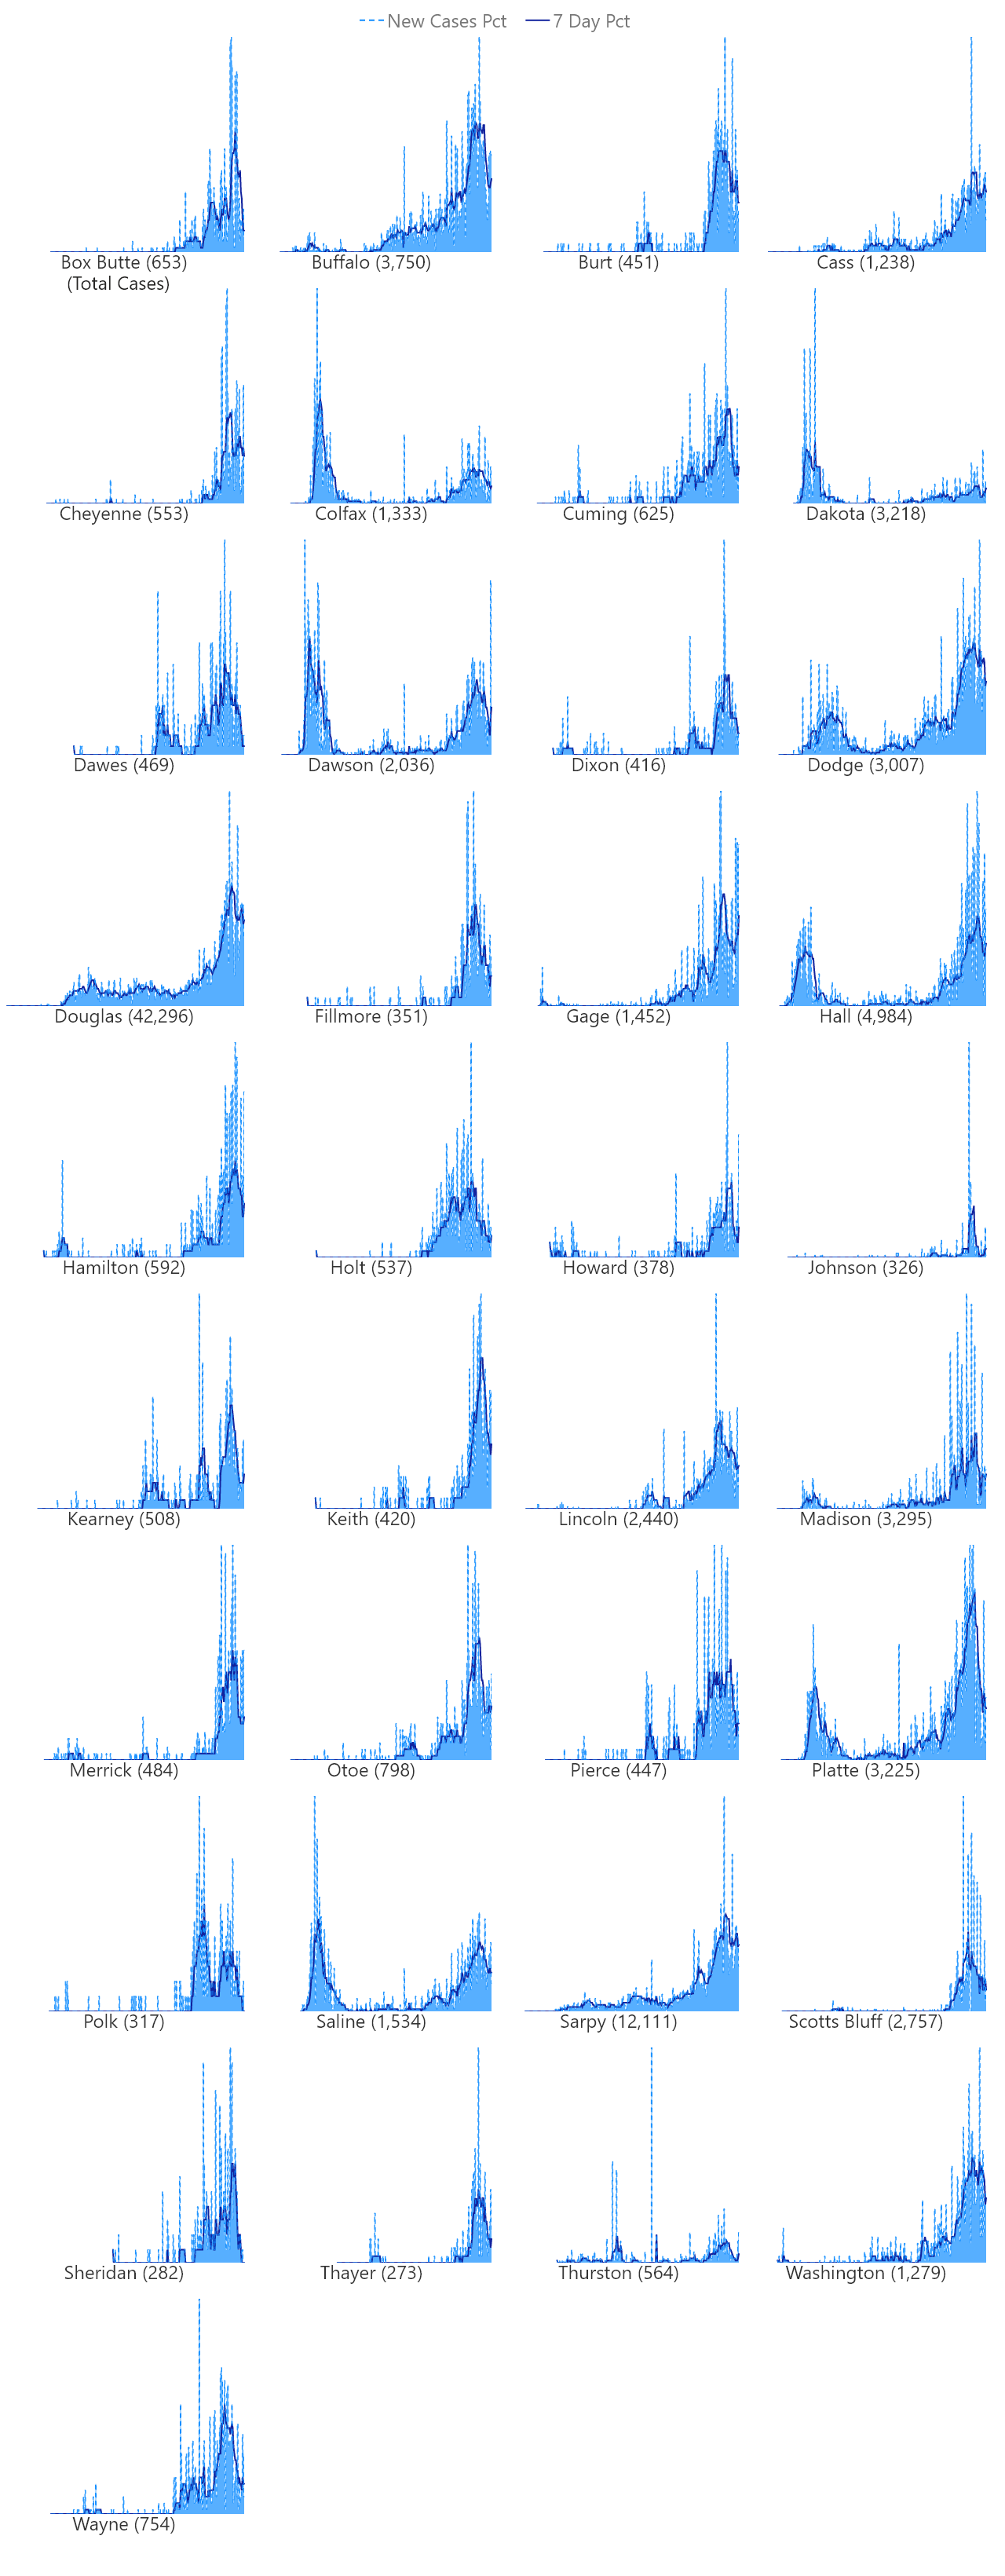 New Cases Pct 7 Day Pct
Box Butte (653) Buffalo (3,750) Burt (451) Cass (1,238)
(Total Cases)
Cheyenne (553) Colfax (1,333) Cuming (625) Dakota (3,218)
Dawes (469) Dawson (2,036) Dixon (416) Dodge (3,007)
Douglas (42,296) Fillmore (351) Gage (1,452) Hall (4,984)
Hamilton (592) Holt (537) Howard (378) Johnson (326)
Kearney (508) Keith (420) Lincoln (2,440) Madison (3,295)
Merrick (484) Otoe (798) Pierce (447) Platte (3,225)
Polk (317) Saline (1,534) Sarpy (12,111) Scotts Bluff (2,757)
Sheridan (282) Thayer (273) Thurston (564) Washington (1,279)
Wayne (754)